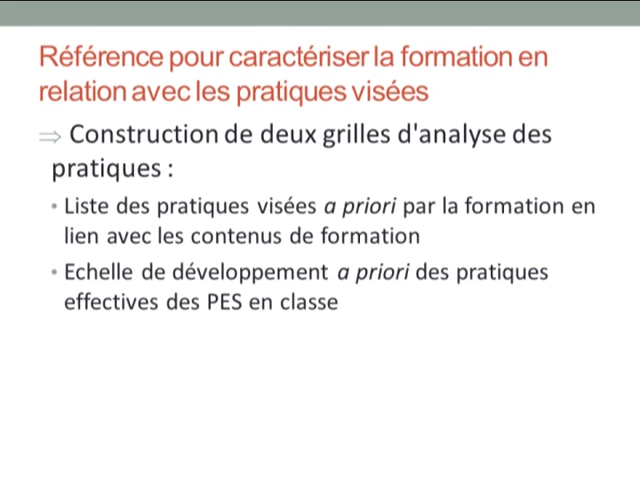 Référence pour caractériser la formation en
relation avec les pratiques visées
⇒ Construction de deux grilles d'analyse des
pratiques :
• Liste des pratiques visées a priori par la formation en
lien avec les contenus de formation
• Echelle de développement a priori des pratiques
effectives des PES en classe